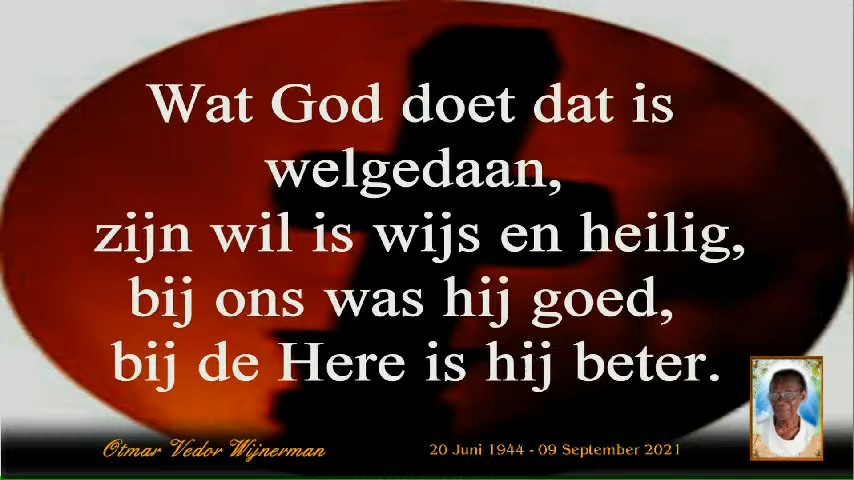 Wat God doet dat is
welgedaan,
zijn wil is wijs en heilig,
bij ons was hij goed,
bij de Here is hij beter.
Otmar Vedor Wijnerman
20 Juni 1944 - 09 September 2021